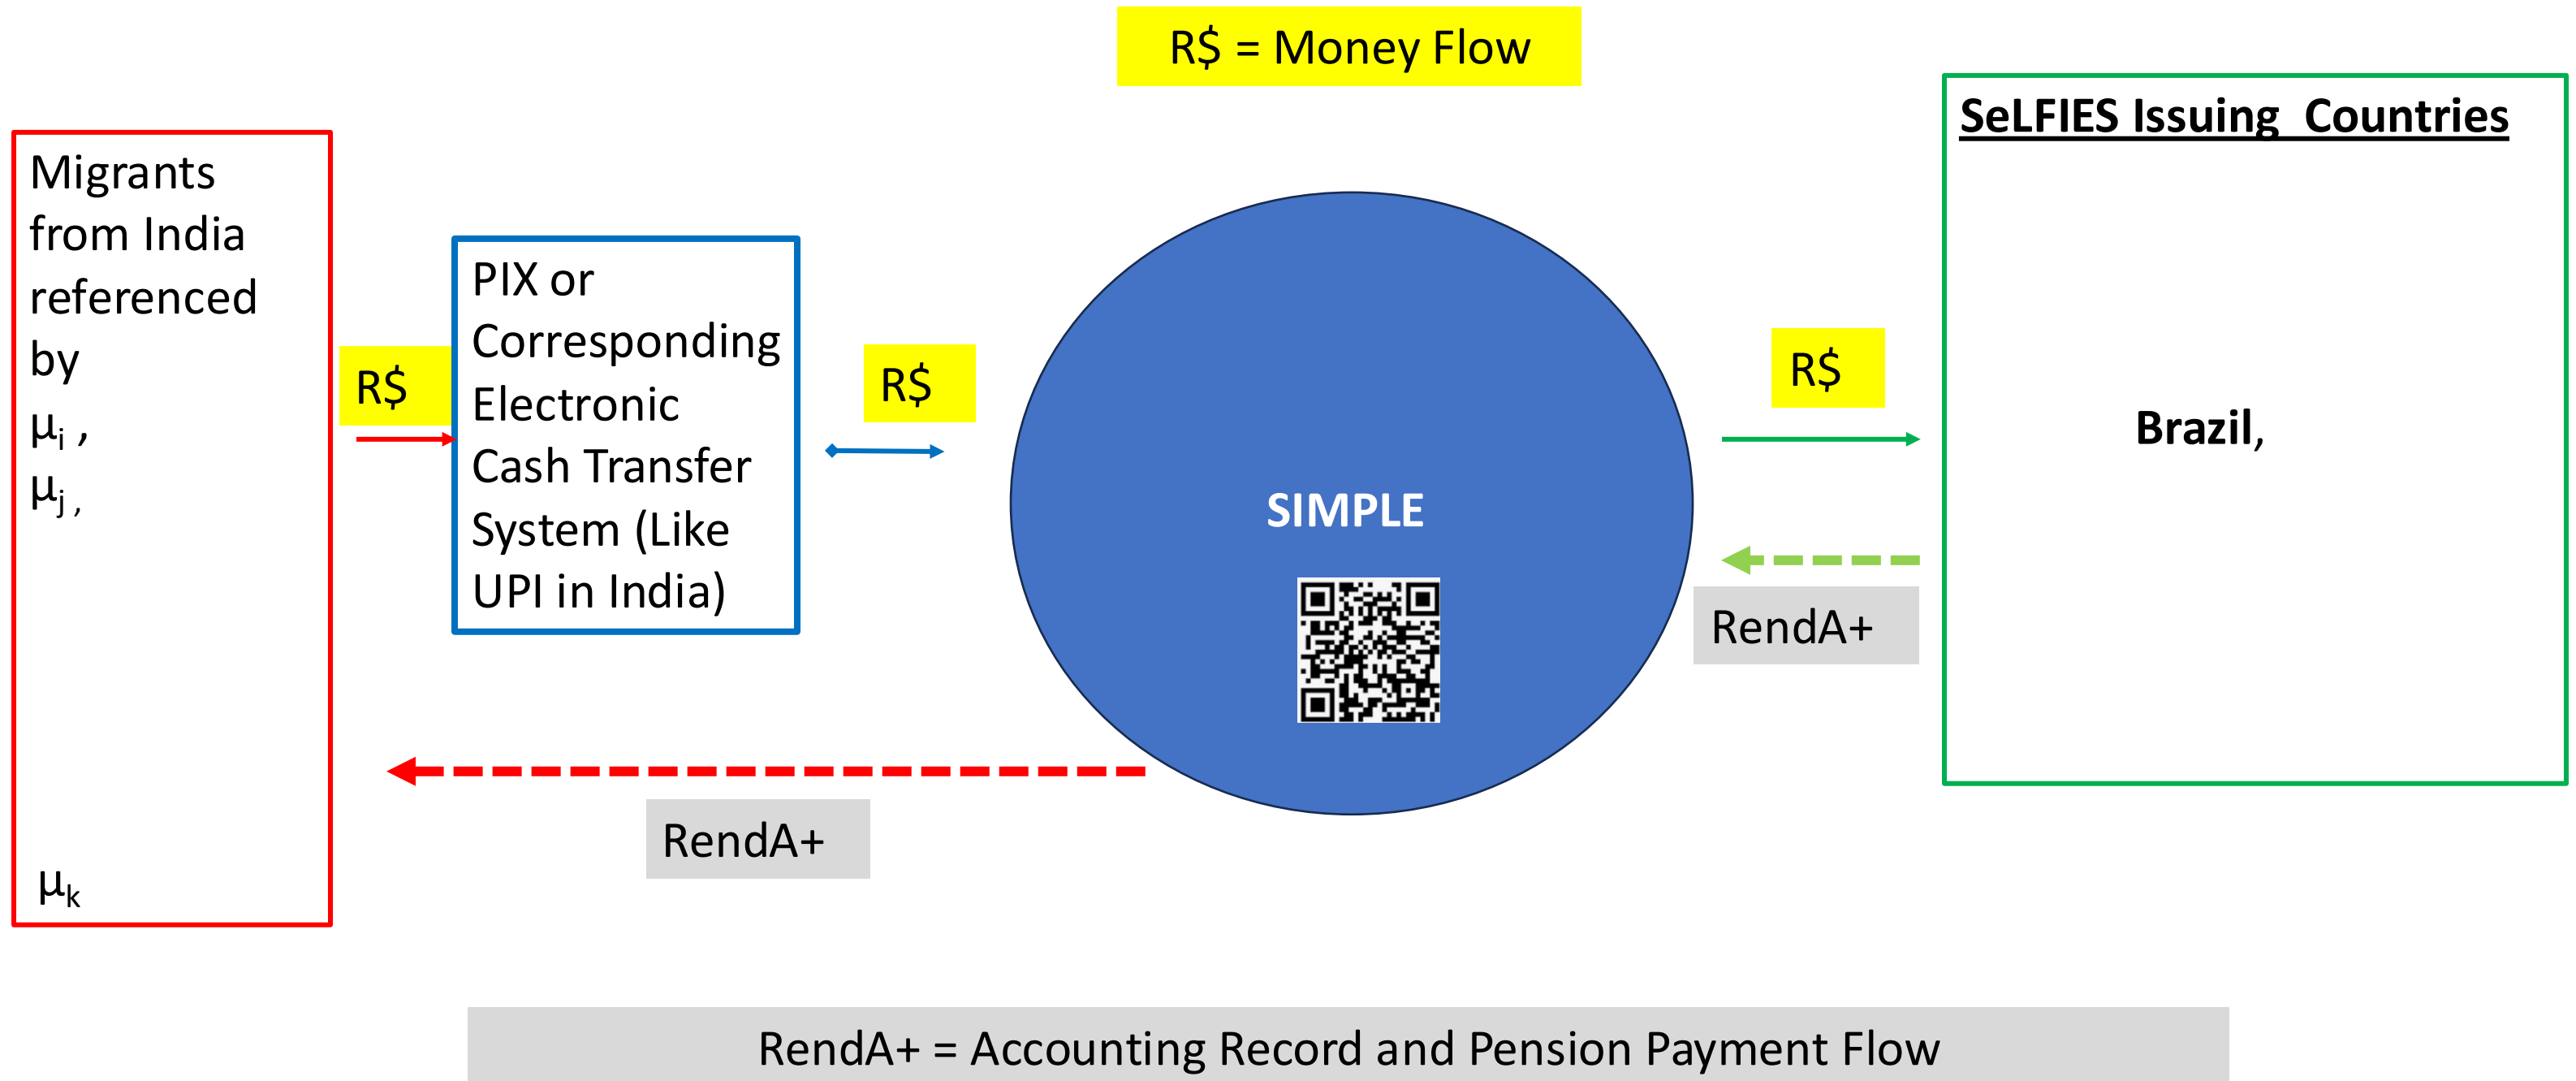 R$ = Money Flow
SeLFIES Issuing  Countries
Migrants
from India
referenced
by
μi ,
μj ,
μk
R$
PIX or
Corresponding
Electronic
Cash Transfer
System (Like
UPI in India)
R$
SIMPLE
R$
Brazil,
RendA+
RendA+
RendA+ = Accounting Record and Pension Payment Flow